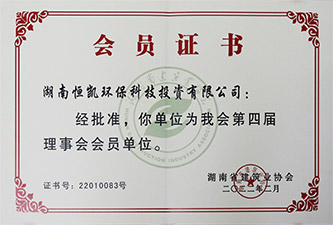 会员证书
湖南恒凯环保科技投资有限公司：
经批准，你单位为我会第四届
理事会会员单位。
证书号：22010083号
湖南省建筑业协会
二〇二二年二月